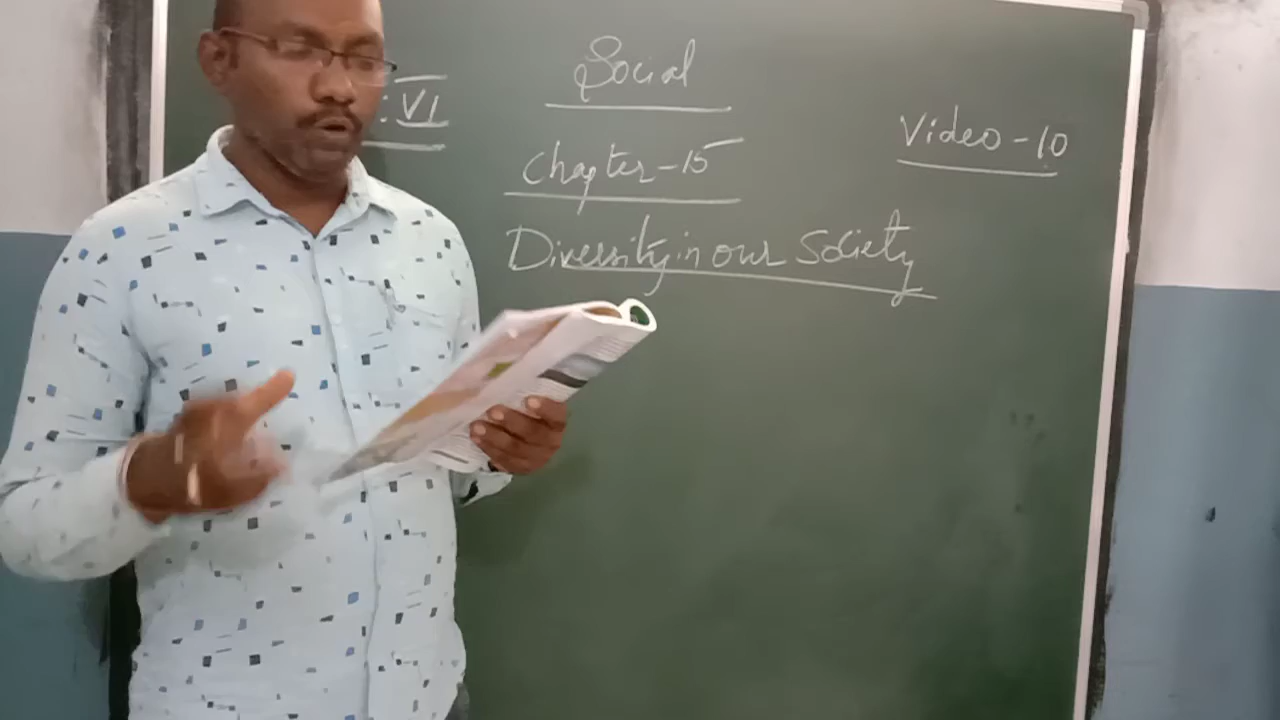 Social
: VI
Chapter-15
Video-10
Diversity in our Society